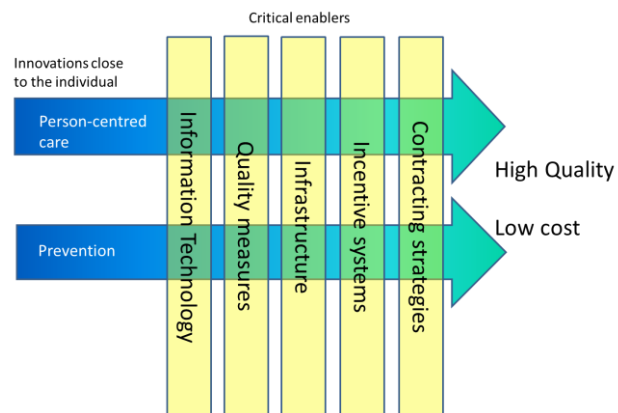 Critical enablers
Innovations close
to the individual
Person-centred
care
Prevention
Information Technology
Quality measures
Infrastructure
Incentive systems
Contracting strategies
High Quality
Low cost